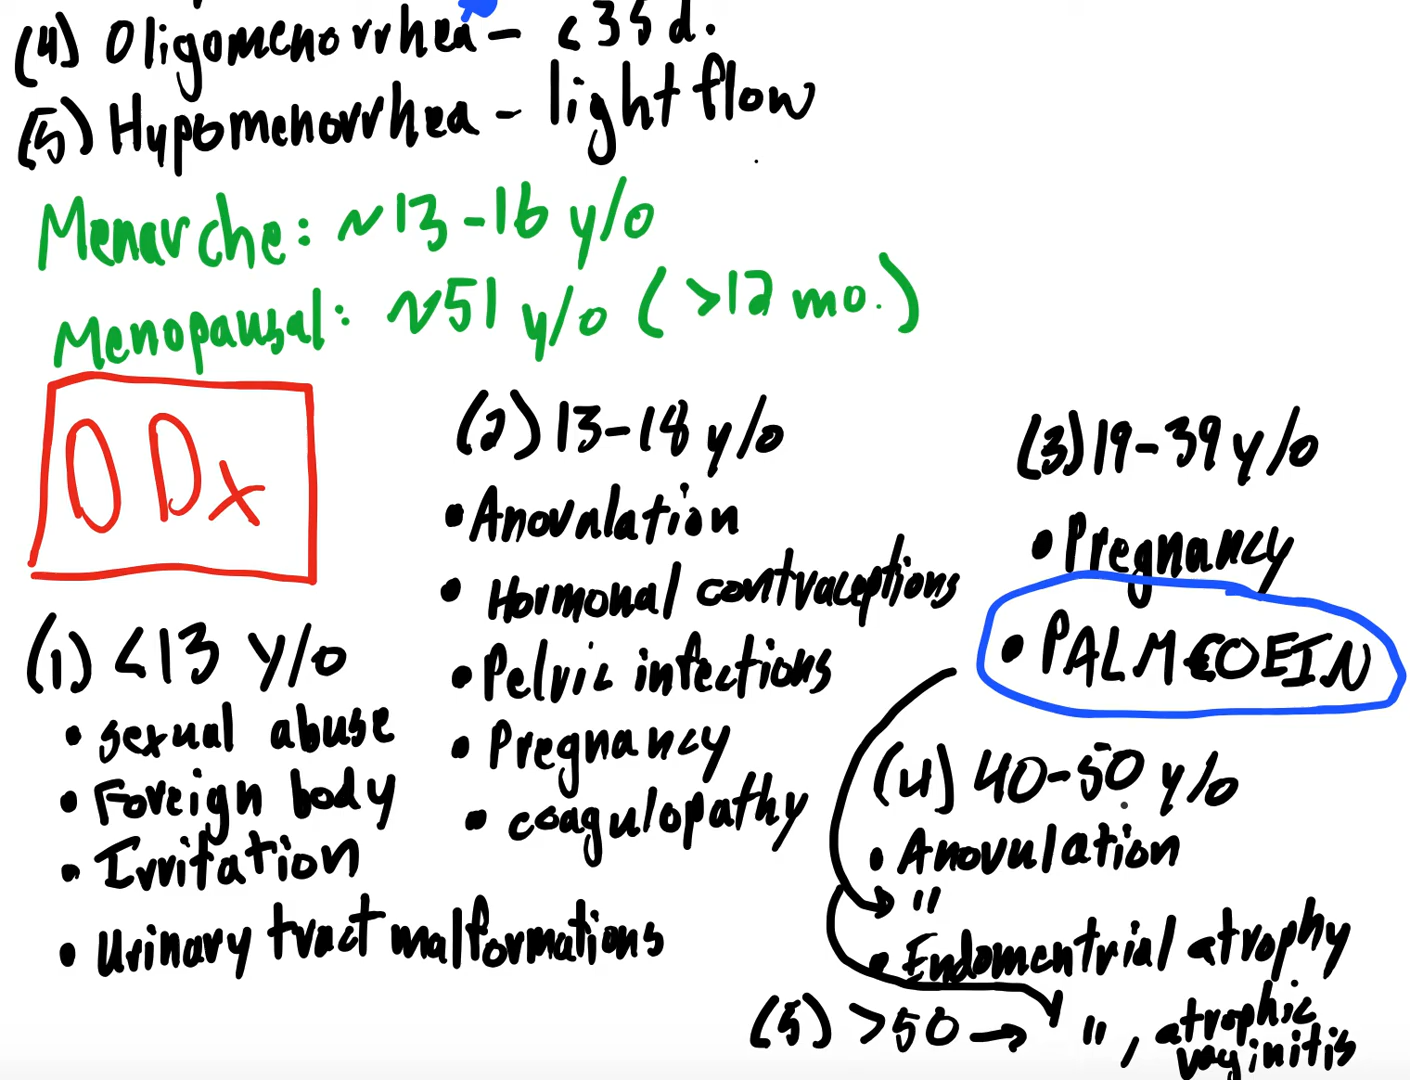 (4) Oligomenorrhea - <35 d.
(5) Hypomenorrhea - light flow
Menarche: ~13-16 y/o
Menopausal: ~51 y/o (>12 mo.)
DDx
(1) <13 y/o
• sexual abuse
• Foreign body
• Irritation
• Urinary tract malformations
(2) 13-18 y/o
• Anovulation
• Hormonal contraceptions
• Pelvic infections
• Pregnancy
• coagulopathy
(3) 19-39 y/o
• Pregnancy
• PALMCOEIN
(4) 40-50 y/o
• Anovulation
"
• Endomentrial atrophy
(5) >50 → ", atrophic
vaginitis